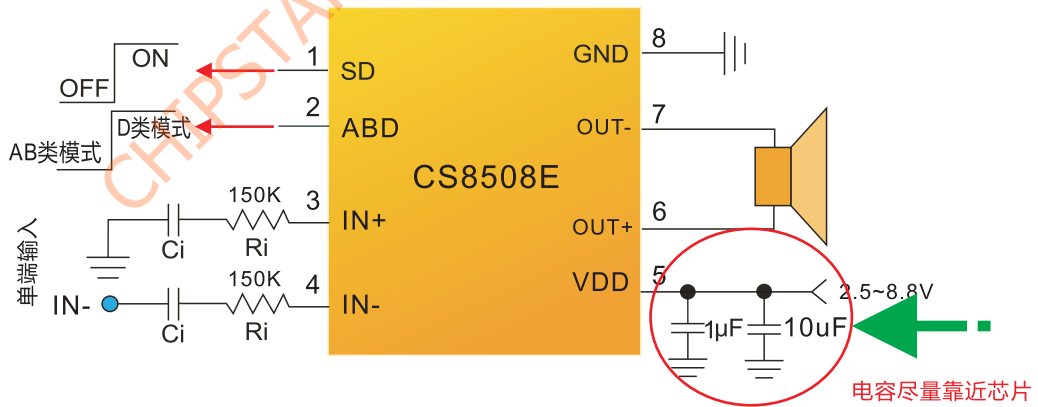 CHIPSTAR
ON
OFF
D类模式
AB类模式
1
SD
2
ABD
CS8508E
GND
8
OUT-
7
OUT+
6
VDD
5
150K
3
IN+
Ci
Ri
单端输入
IN-
150K
4
IN-
Ci
Ri
2.5~8.8V
1μF
10uF
电容尽量靠近芯片